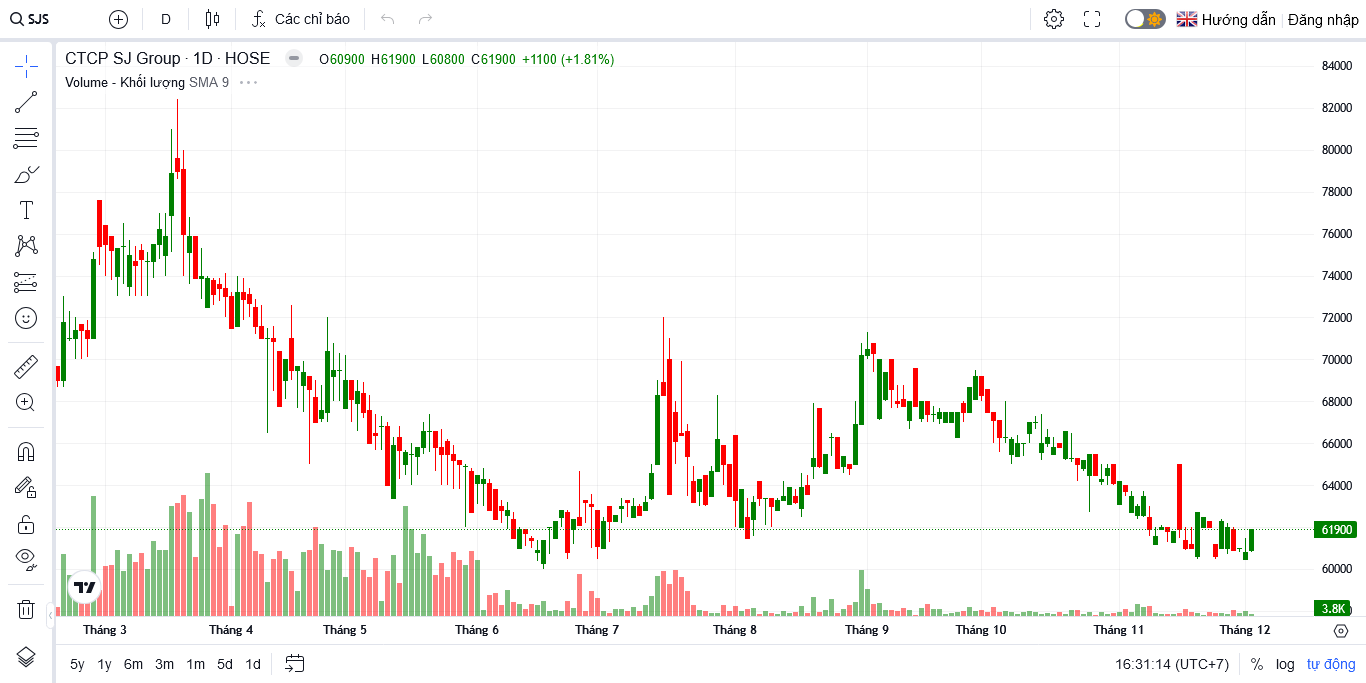 SJS D Các chỉ báo Hướng dẫn Đăng nhập
CTCP SJ Group · 1D · HOSE O60900 H61900 L60800 C61900 +1100 (+1.81%)
Volume - Khối lượng SMA 9
84000
82000
80000
78000
76000
74000
72000
70000
68000
66000
64000
61900
60000
3.8K
Tháng 3 Tháng 4 Tháng 5 Tháng 6 Tháng 7 Tháng 8 Tháng 9 Tháng 10 Tháng 11 Tháng 12
5y 1y 6m 3m 1m 5d 1d 16:31:14 (UTC+7) % log tự động